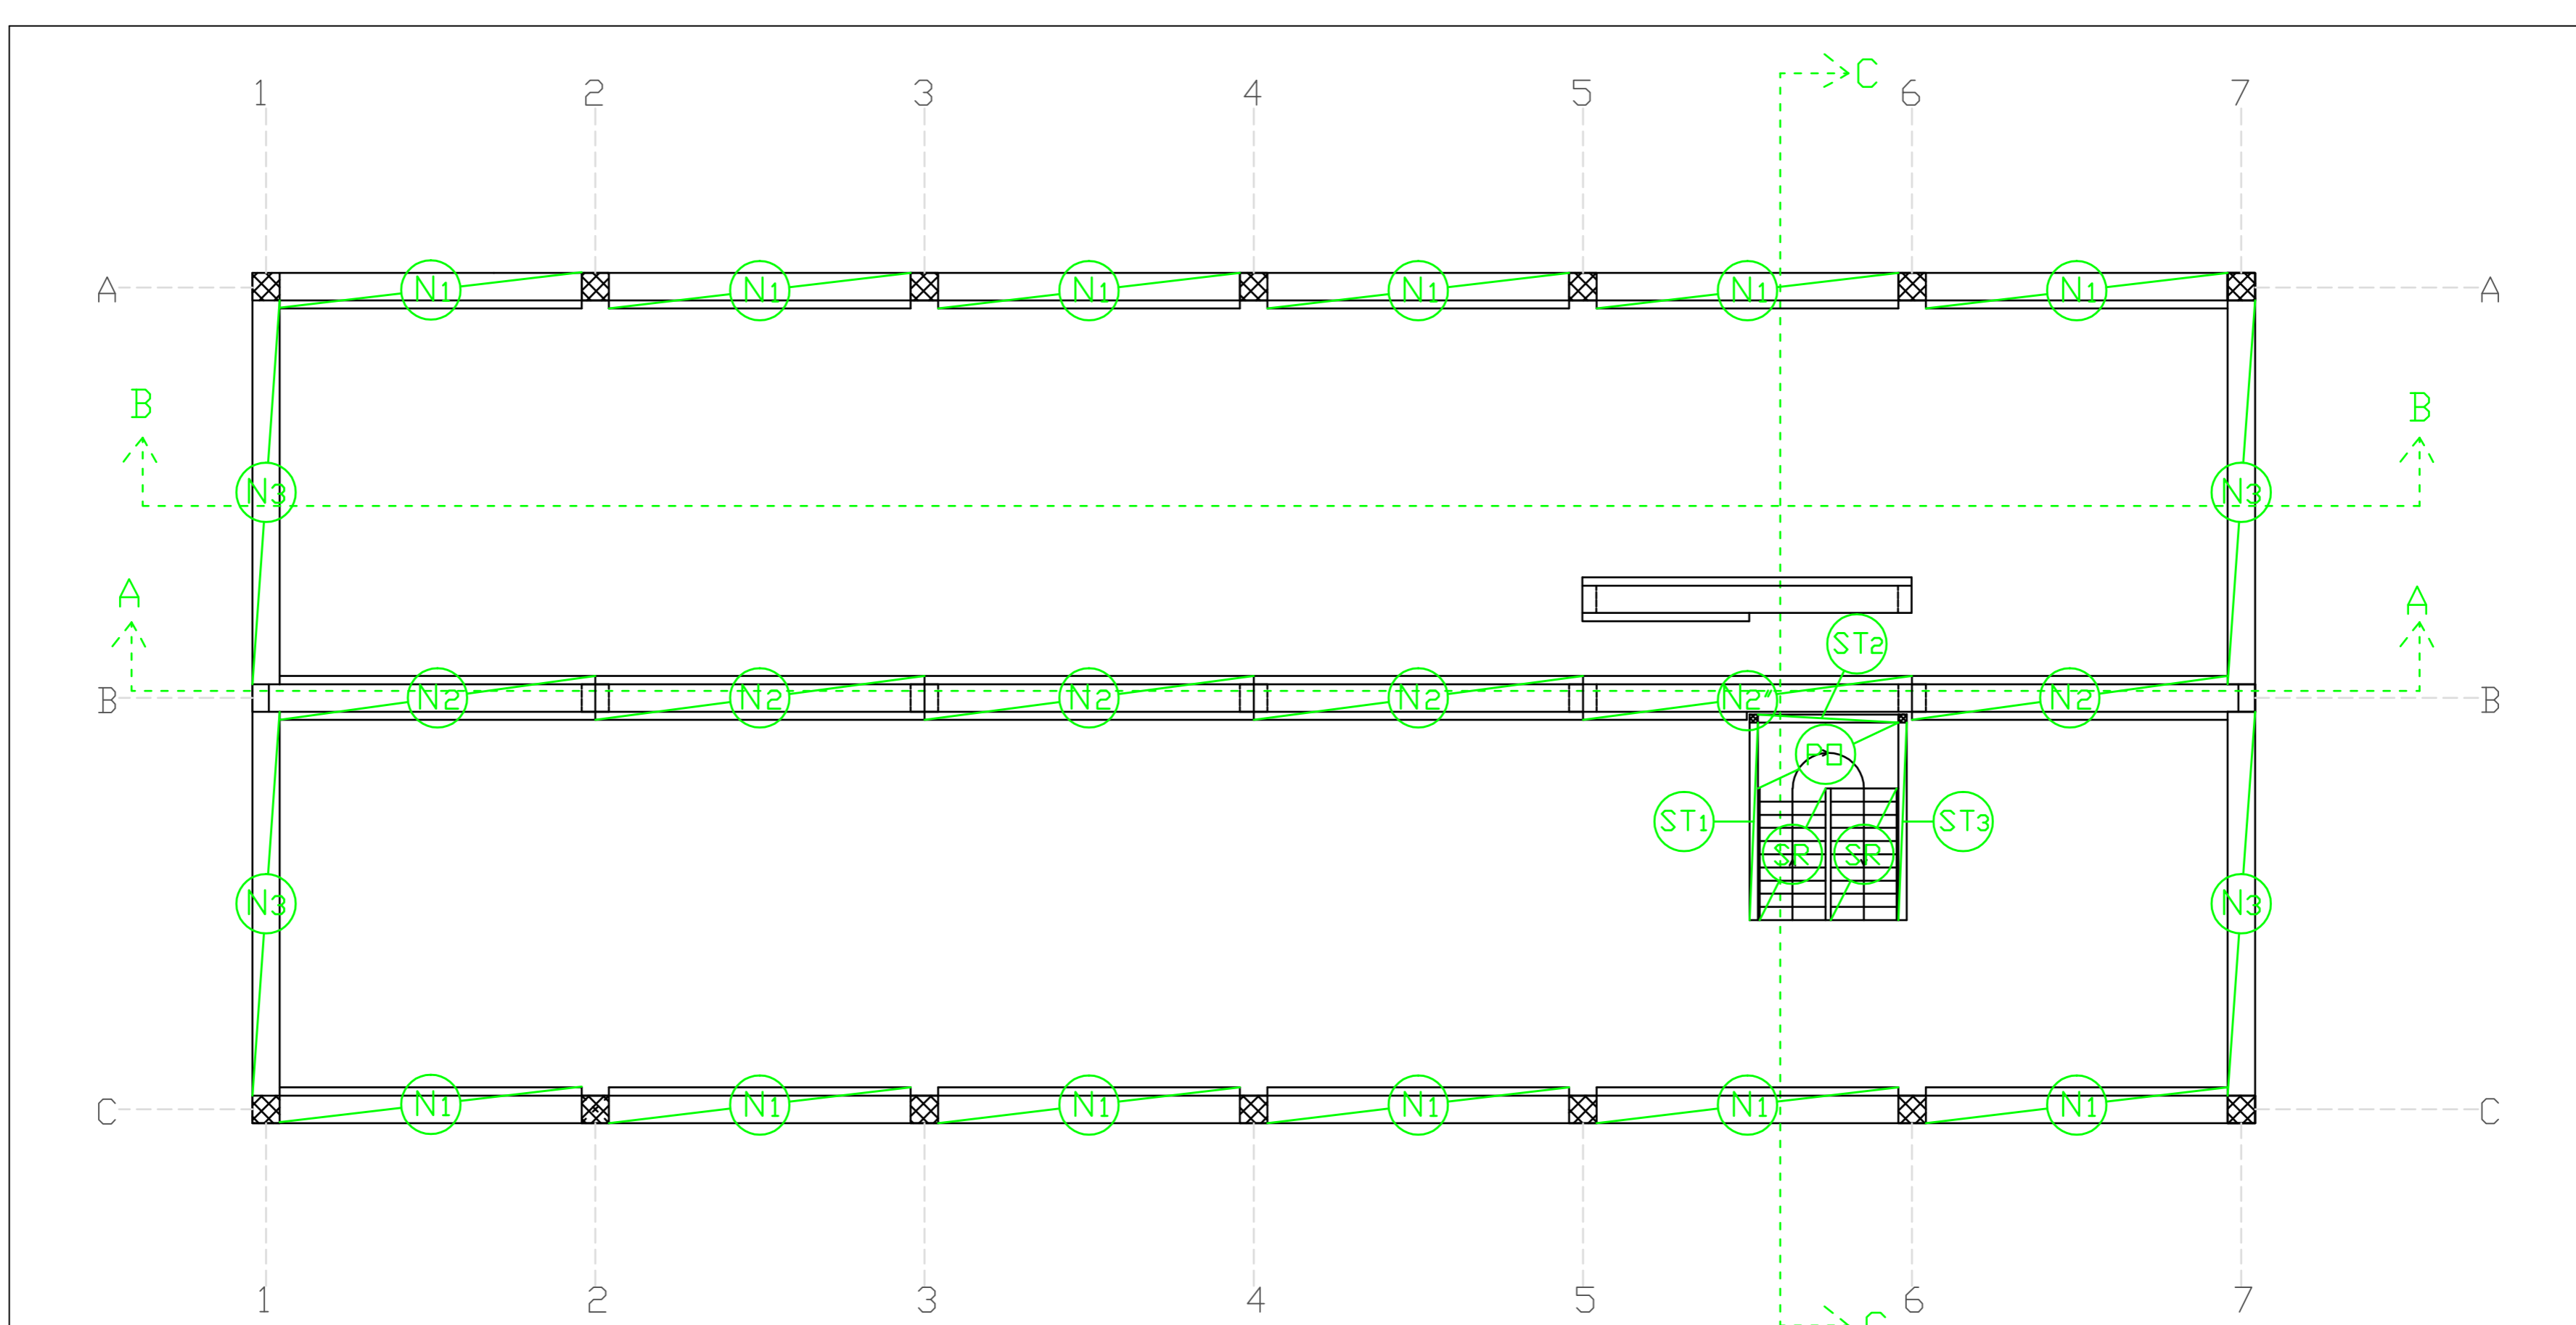 C
1 2 3 4 5 6 7
A N1 N1 N1 N1 N1 N1 A
B B
N3 N3
A A
ST2
B N2 N2 N2 N2 N2" N2 B
PO
ST1 ST3
SR SR
N3 N3
C N1 N1 N1 N1 N1 N1 C
1 2 3 4 5 6 7